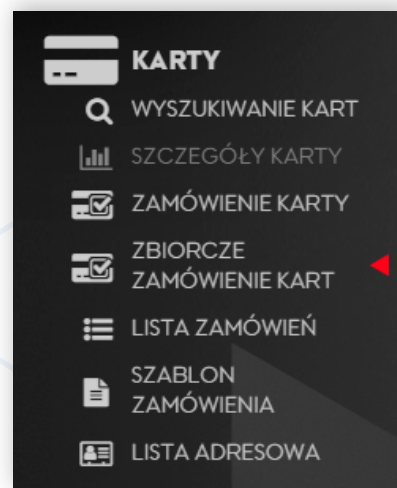 KARTY
WYSZUKIWANIE KART
SZCZEGÓŁY KARTY
ZAMÓWIENIE KARTY
ZBIORCZE
ZAMÓWIENIE KART
LISTA ZAMÓWIEŃ
SZABLON
ZAMÓWIENIA
LISTA ADRESOWA